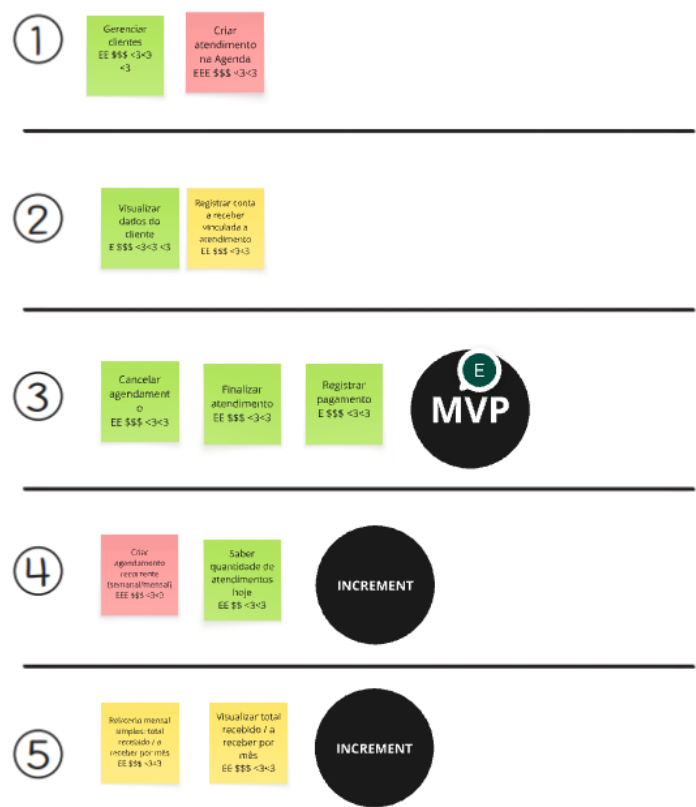 1
Gerenciar
clientes
EE $$$ <3<3
<3
Criar
atendimento
na Agenda
EEE $$$ <3<3
2
Visualizar
dados do
cliente
E $$$ <3<3 <3
Registrar conta
a receber
vinculada a
atendimento
EE $$$ <3<3
3
Cancelar
agendament
o
EE $$$ <3<3
Finalizar
atendimento
EE $$$ <3<3
Registrar
pagamento
E $$$ <3<3
E
MVP
4
Criar
agendamento
recorrente
(semanal/mensal)
EEE $$$ <3<3
Saber
quantidade de
atendimentos
hoje
EE $$ <3<3
INCREMENT
5
Relatório mensal
simples: total
recebido / a
receber por mês
EE $$$ <3<3
Visualizar total
recebido / a
receber por
mês
EE $$$ <3<3
INCREMENT